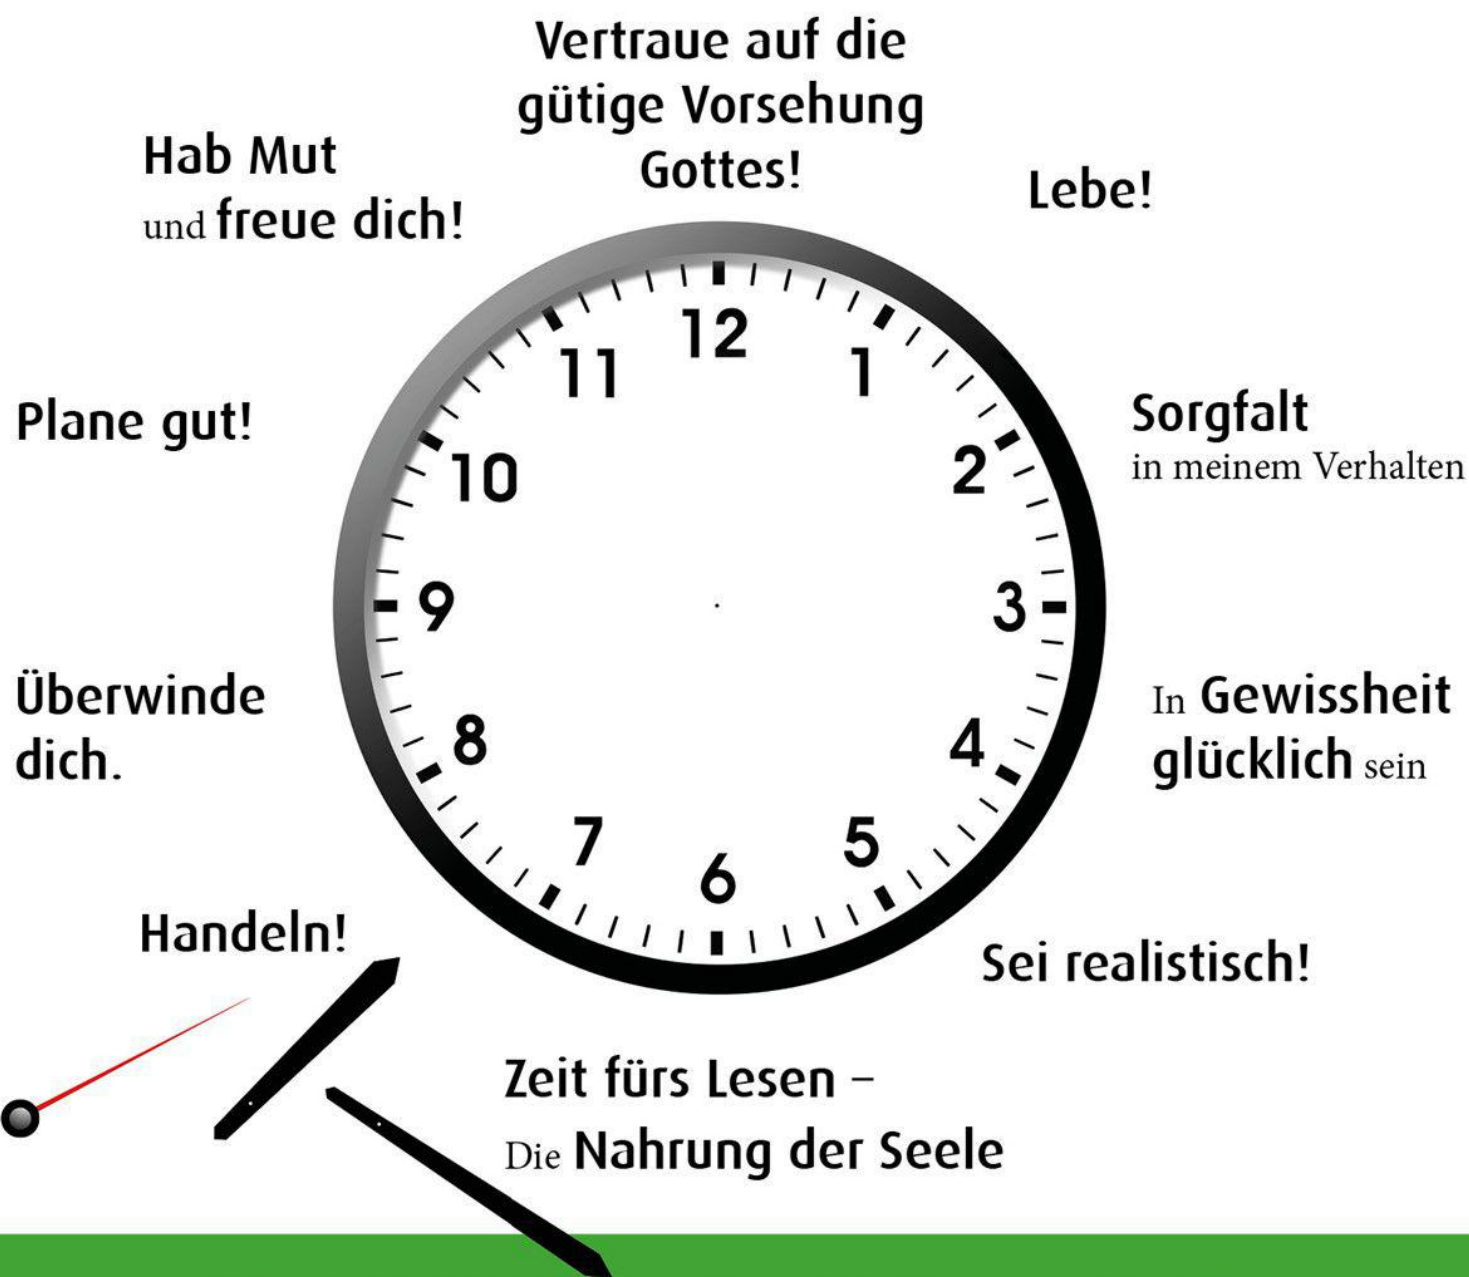 Vertraue auf die
gütige Vorsehung
Gottes!
Hab Mut
und freue dich!
Lebe!
Plane gut!
Sorgfalt
in meinem Verhalten
Überwinde
dich.
In Gewissheit
glücklich sein
Handeln!
Sei realistisch!
Zeit fürs Lesen –
Die Nahrung der Seele
12
1
2
3
4
5
6
7
8
9
10
11